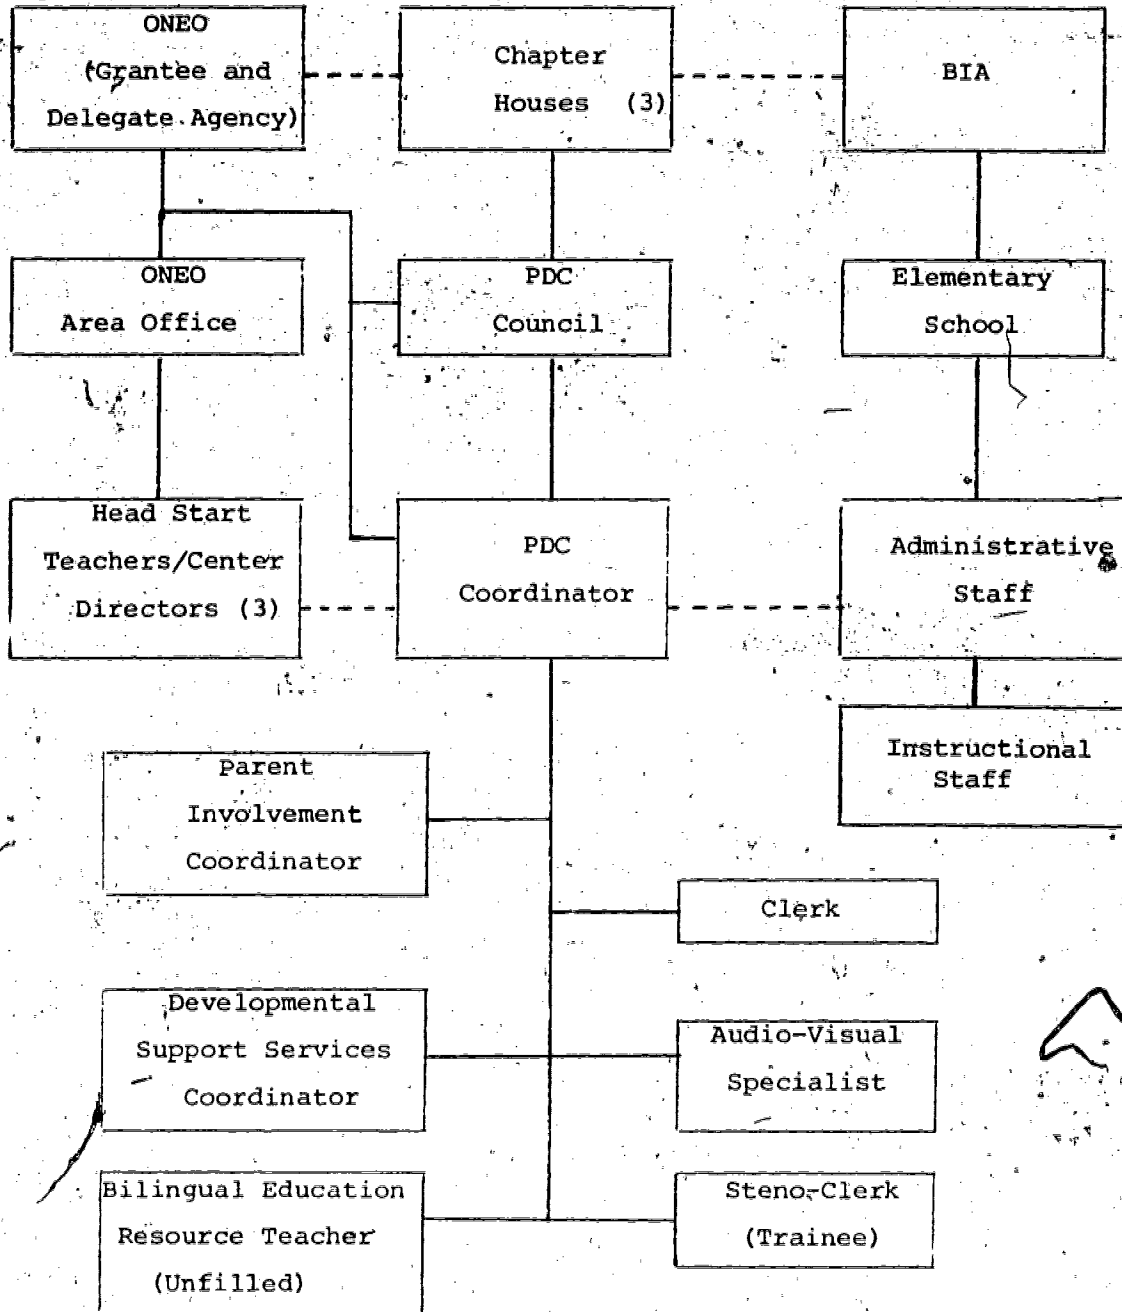 ONEO
(Grantee and
Delegate Agency)
Chapter
Houses (3)
BIA
ONEO
Area Office
PDC
Council
Elementary
School
Head Start
Teachers/Center
Directors (3)
PDC
Coordinator
Administrative
Staff
Instructional
Staff
Parent
Involvement
Coordinator
Clerk
Developmental
Support Services
Coordinator
Audio-Visual
Specialist
Bilingual Education
Resource Teacher
(Unfilled)
Steno-Clerk
(Trainee)